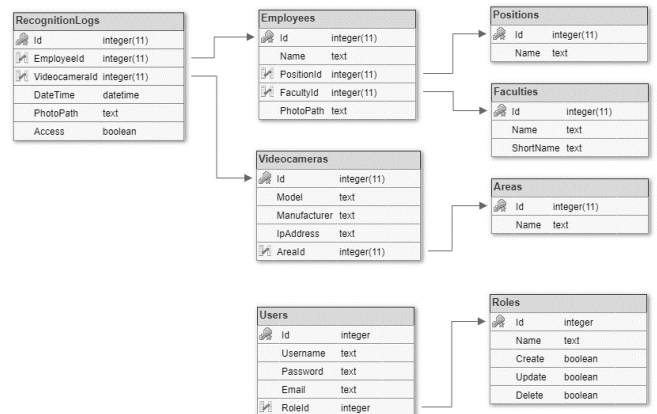 RecognitionLogs
Id integer(11)
EmployeeId integer(11)
VideocameraId integer(11)
DateTime datetime
PhotoPath text
Access boolean
Employees
Id integer(11)
Name text
PositionId integer(11)
FacultyId integer(11)
PhotoPath text
Positions
Id integer(11)
Name text
Faculties
Id integer(11)
Name text
ShortName text
Videocameras
Id integer(11)
Model text
Manufacturer text
IpAddress text
AreaId integer(11)
Areas
Id integer(11)
Name text
Users
Id integer
Username text
Password text
Email text
RoleId integer
Roles
Id integer
Name text
Create boolean
Update boolean
Delete boolean